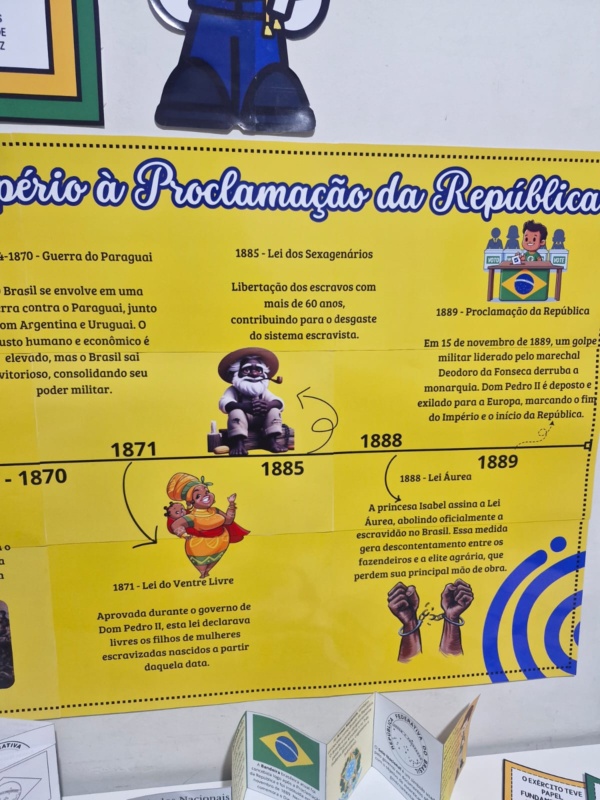 DE
Z
pério à Proclamação da República
-1870 - Guerra do Paraguai
Brasil se envolve em uma
rra contra o Paraguai, junto
om Argentina e Uruguai. O
usto humano e econômico é
elevado, mas o Brasil sai
vitorioso, consolidando seu
poder militar.
1885 - Lei dos Sexagenários
Libertação dos escravos com
mais de 60 anos,
contribuindo para o desgaste
do sistema escravista.
VOTE
VOTE
1889 - Proclamação da República
Em 15 de novembro de 1889, um golpe
militar liderado pelo marechal
Deodoro da Fonseca derruba a
monarquia. Dom Pedro II é deposto e
exilado para a Europa, marcando o fim
do Império e o início da República.
- 1870
1871
1885
1888
1889
1871 - Lei do Ventre Livre
Aprovada durante o governo de
Dom Pedro II, esta lei declarava
livres os filhos de mulheres
escravizadas nascidos a partir
daquela data.
1888 - Lei Áurea
A princesa Isabel assina a Lei
Áurea, abolindo oficialmente a
escravidão no Brasil. Essa medida
gera descontentamento entre os
fazendeiros e a elite agrária, que
perdem sua principal mão de obra.
Nacionais
O EXÉRCITO TEVE
PAPEL